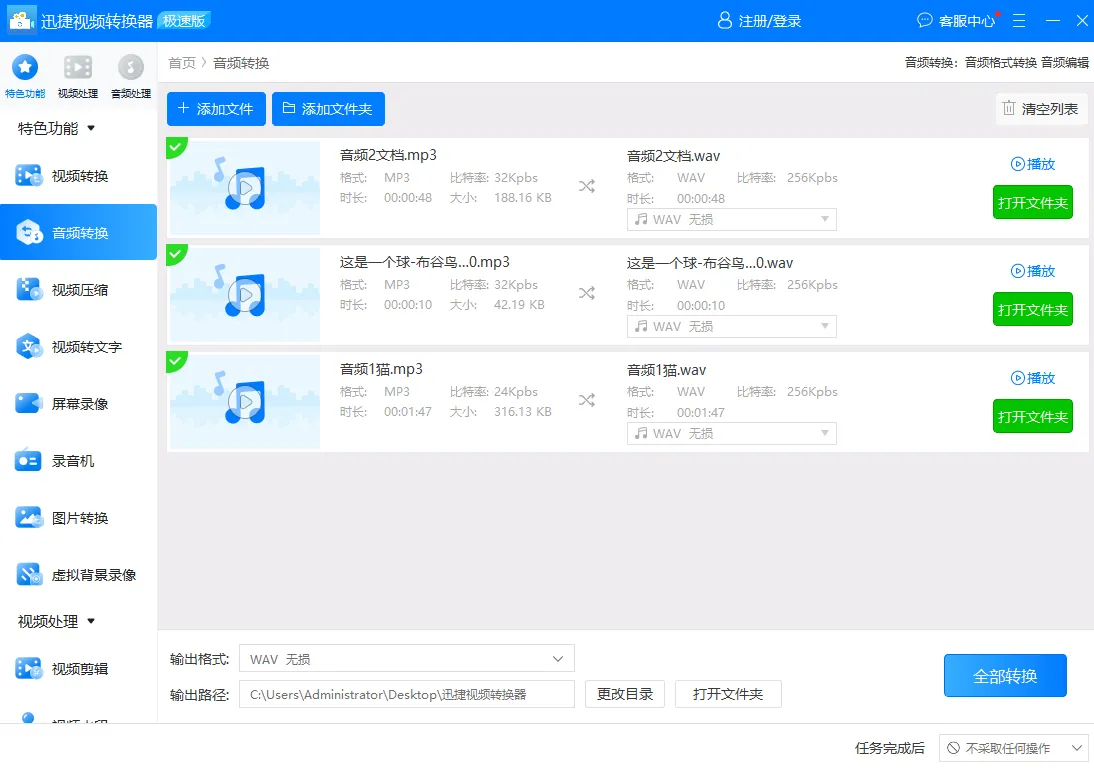 迅捷视频转换器 极速版 注册/登录 客服中心
特色功能 视频处理 音频处理
首页 > 音频转换 音频转换: 音频格式转换 音频编辑
特色功能
视频转换
音频转换
视频压缩
视频转文字
屏幕录像
录音机
图片转换
虚拟背景录像
视频处理
视频剪辑
+ 添加文件 添加文件夹 清空列表
音频2文档.mp3
格式: MP3 比特率: 32Kpbs
时长: 00:00:48 大小: 188.16 KB
音频2文档.wav
格式: WAV 比特率: 256Kpbs
时长: 00:00:48
WAV 无损
播放
打开文件夹
这是一个球-布谷鸟...0.mp3
格式: MP3 比特率: 32Kpbs
时长: 00:00:10 大小: 42.19 KB
这是一个球-布谷鸟...0.wav
格式: WAV 比特率: 256Kpbs
时长: 00:00:10
WAV 无损
播放
打开文件夹
音频1猫.mp3
格式: MP3 比特率: 24Kpbs
时长: 00:01:47 大小: 316.13 KB
音频1猫.wav
格式: WAV 比特率: 256Kpbs
时长: 00:01:47
WAV 无损
播放
打开文件夹
输出格式: WAV 无损
输出路径: C:\Users\Administrator\Desktop\迅捷视频转换器 更改目录 打开文件夹
全部转换
任务完成后 不采取任何操作